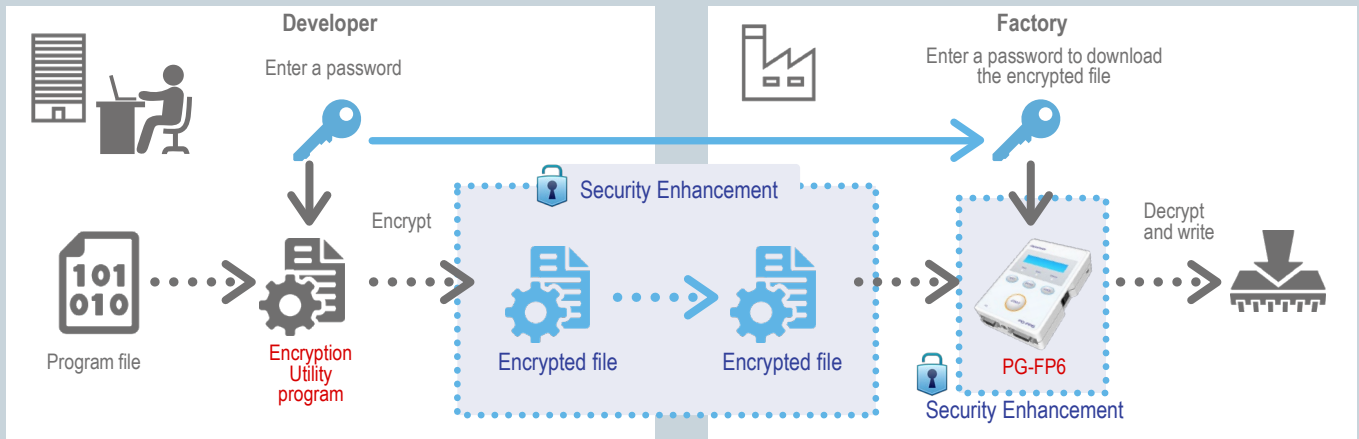 Developer
Enter a password
Factory
Enter a password to download
the encrypted file
Security Enhancement
Encrypt
Decrypt
and write
101
010
Program file
Encryption
Utility
program
Encrypted file
Encrypted file
PG-FP6
Security Enhancement